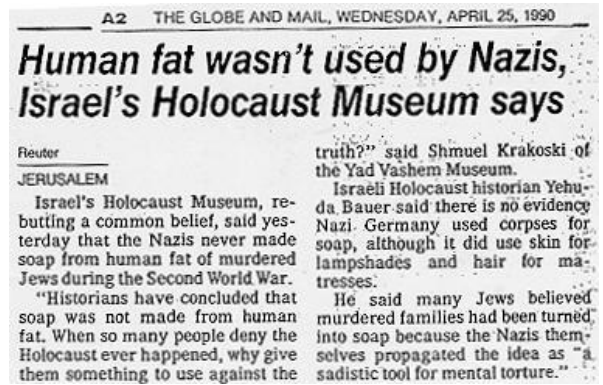 A2 THE GLOBE AND MAIL, WEDNESDAY, APRIL 25, 1990
Human fat wasn't used by Nazis,
Israel's Holocaust Museum says
Reuter
JERUSALEM
Israel's Holocaust Museum, re-
butting a common belief, said yes-
terday that the Nazis never made
soap from human fat of murdered
Jews during the Second World War.
"Historians have concluded that
soap was not made from human
fat. When so many people deny the
Holocaust ever happened, why give
them something to use against the
truth?" said Shmuel Krakoski of
the Yad Vashem Museum.
Israeli Holocaust historian Yehu-
da Bauer said there is no evidence
Nazi Germany used corpses for
soap, although it did use skin for
lampshades and hair for ma-
tresses.
He said many Jews believed
murdered families had been turned
into soap because the Nazis them-
selves propagated the idea as "a
sadistic tool for mental torture."